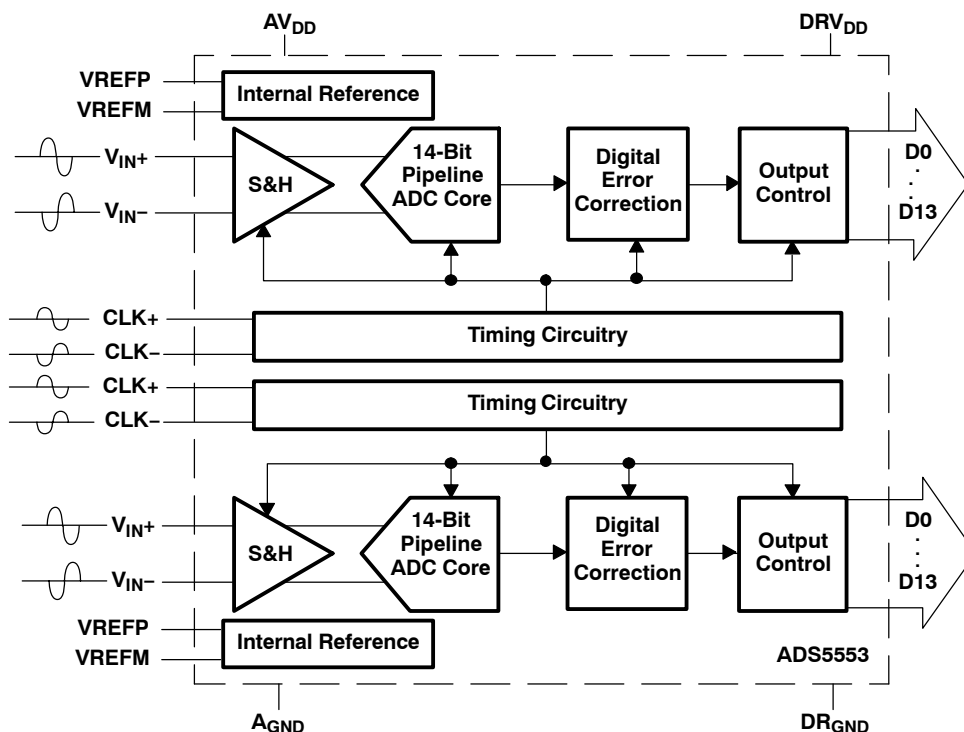 AVDD
DRVDD
VREFP
VREFM
Internal Reference
VIN+
VIN−
S&H
14-Bit
Pipeline
ADC Core
Digital
Error
Correction
Output
Control
D0
.
.
.
.
D13
CLK+
CLK−
Timing Circuitry
CLK+
CLK−
Timing Circuitry
VIN+
VIN−
S&H
14-Bit
Pipeline
ADC Core
Digital
Error
Correction
Output
Control
D0
.
.
.
.
D13
VREFP
VREFM
Internal Reference
ADS5553
AGND
DRGND